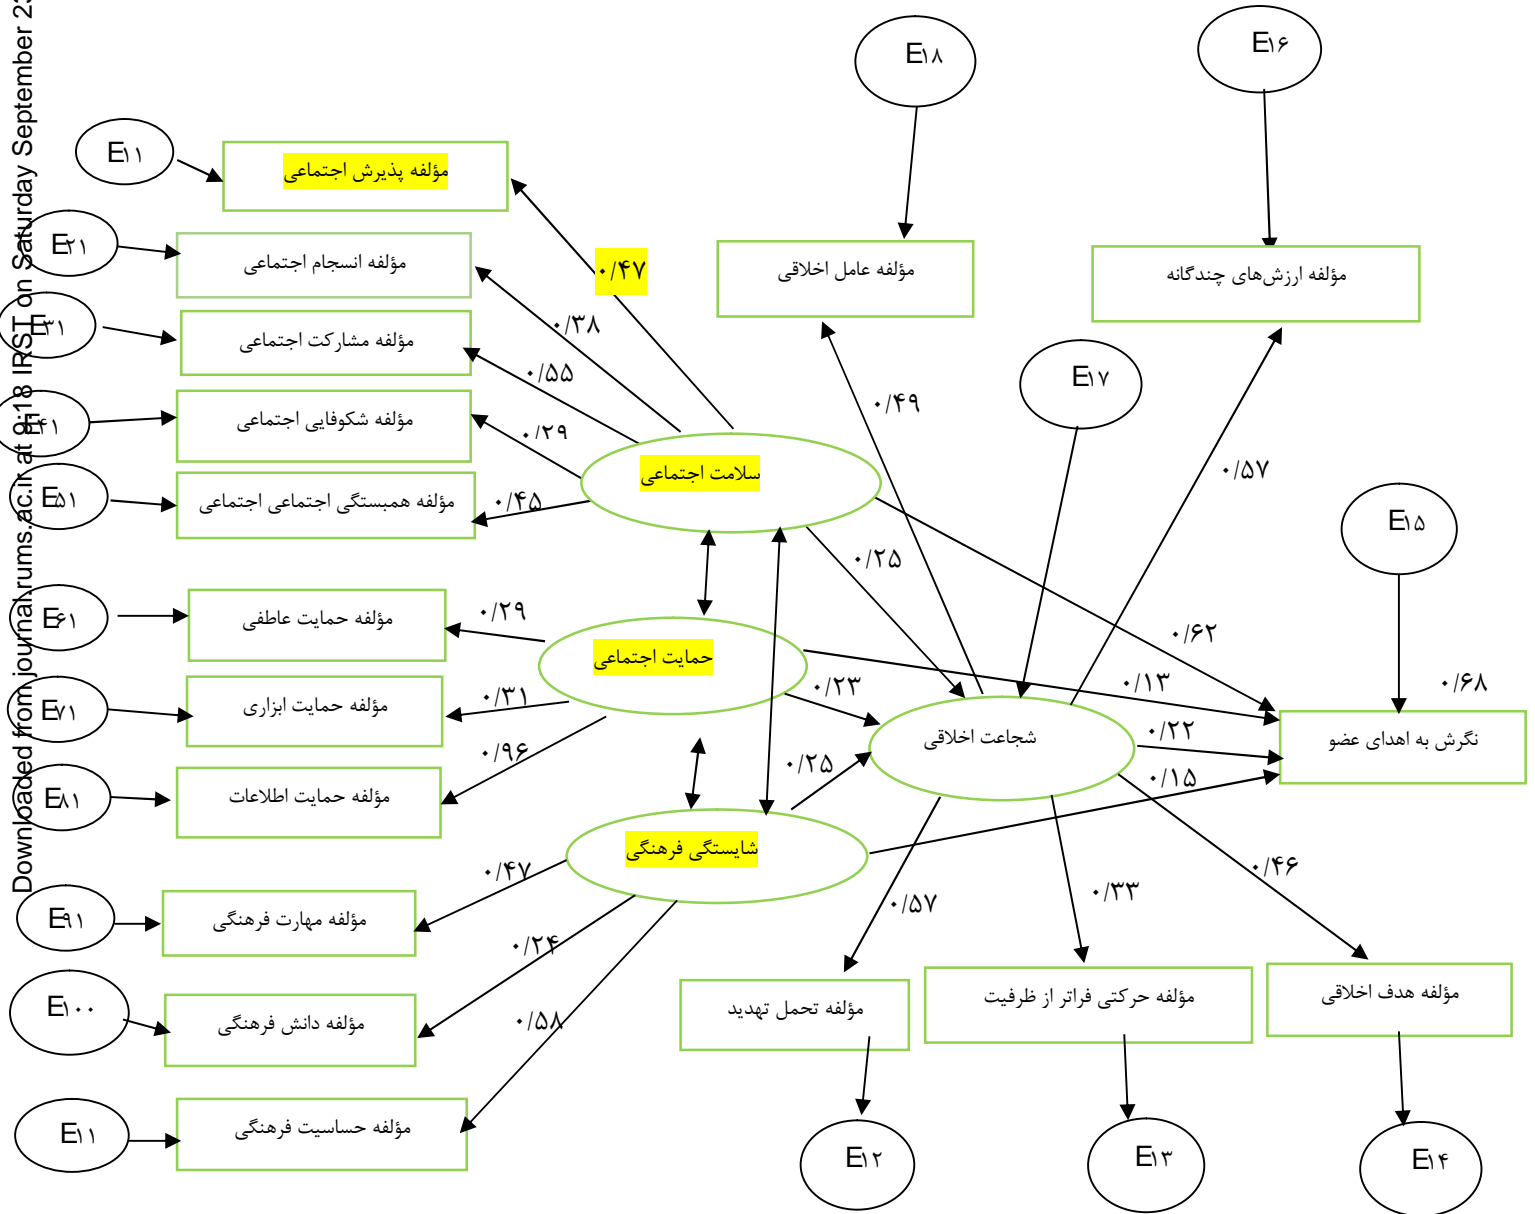 Downloaded from journal.rums.ac.ir at 9:18 IRST on Saturday September 23
E۱۸
E۱۶
E۱۱
مؤلفه پذیرش اجتماعی
E۲۱
مؤلفه انسجام اجتماعی
۰/۴۷
مؤلفه عامل اخلاقی
مؤلفه ارزش‌های چندگانه
E۳۱
مؤلفه مشارکت اجتماعی
۰/۳۸
۰/۵۵
E۱۷
۰/۴۹
E۴۱
مؤلفه شکوفایی اجتماعی
۰/۲۹
سلامت اجتماعی
۰/۵۷
E۵۱
مؤلفه همبستگی اجتماعی اجتماعی
۰/۴۵
E۱۵
۰/۲۵
E۶۱
مؤلفه حمایت عاطفی
۰/۲۹
۰/۶۲
حمایت اجتماعی
۰/۲۳
۰/۱۳
۰/۶۸
E۷۱
مؤلفه حمایت ابزاری
۰/۳۱
شجاعت اخلاقی
۰/۲۲
نگرش به اهدای عضو
۰/۹۶
۰/۲۵
۰/۱۵
E۸۱
مؤلفه حمایت اطلاعات
شایستگی فرهنگی
۰/۴۷
۰/۴۶
E۹۱
مؤلفه مهارت فرهنگی
۰/۵۷
۰/۳۳
۰/۲۴
E۱۰۰
مؤلفه دانش فرهنگی
۰/۵۸
مؤلفه تحمل تهدید
مؤلفه حرکتی فراتر از ظرفیت
مؤلفه هدف اخلاقی
E۱۱
مؤلفه حساسیت فرهنگی
E۱۲
E۱۳
E۱۴